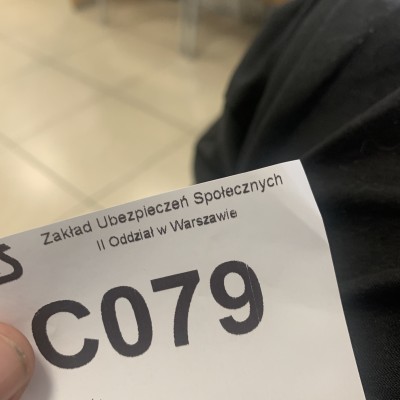 Zakład Ubezpieczeń Społecznych
II Oddział w Warszawie
C079